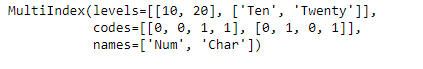 MultiIndex(levels=[[10, 20], ['Ten', 'Twenty']],
           codes=[[0, 0, 1, 1], [0, 1, 0, 1]],
           names=['Num', 'Char'])